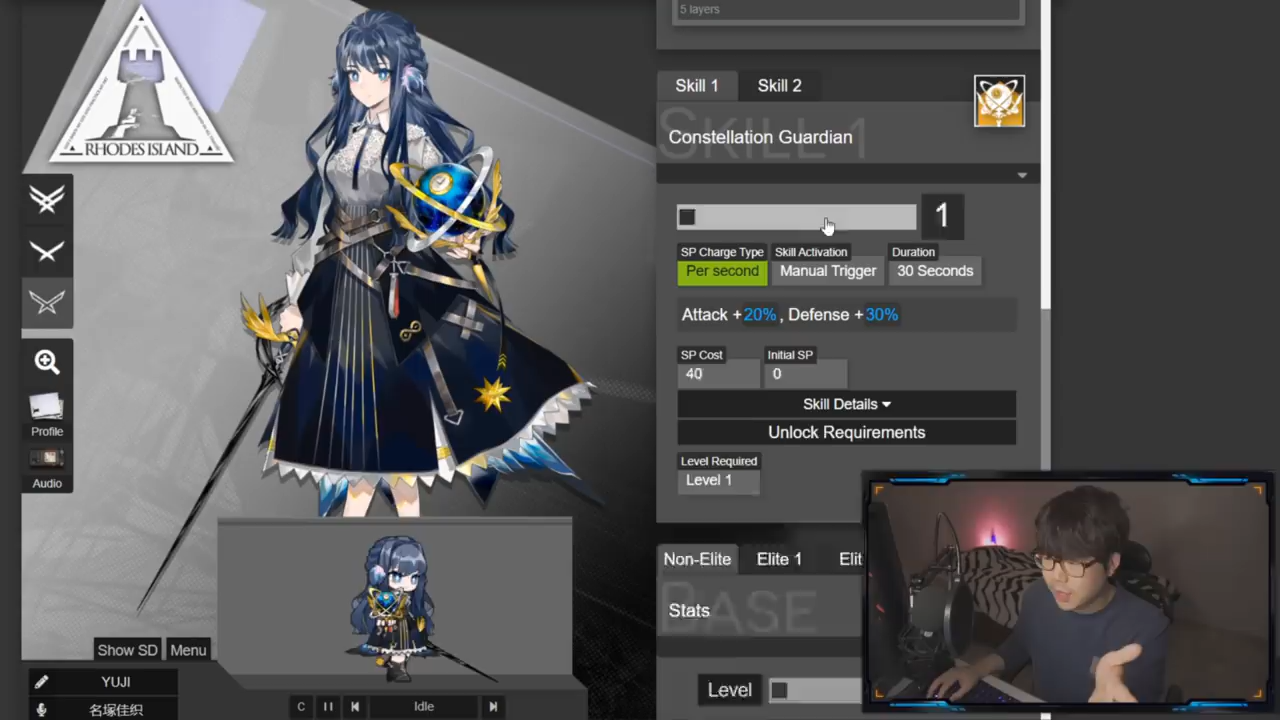 5 layers
RHODES ISLAND
Skill 1
Skill 2
SKILL 1
Constellation Guardian
1
SP Charge Type
Skill Activation
Duration
Per second
Manual Trigger
30 Seconds
Attack +20%, Defense +30%
SP Cost
Initial SP
40
0
Skill Details
Unlock Requirements
Level Required
Level 1
Profile
Audio
Non-Elite
Elite 1
Elit
BASE
Stats
Level
Show SD
Menu
YUJI
名塚佳织
C
Idle